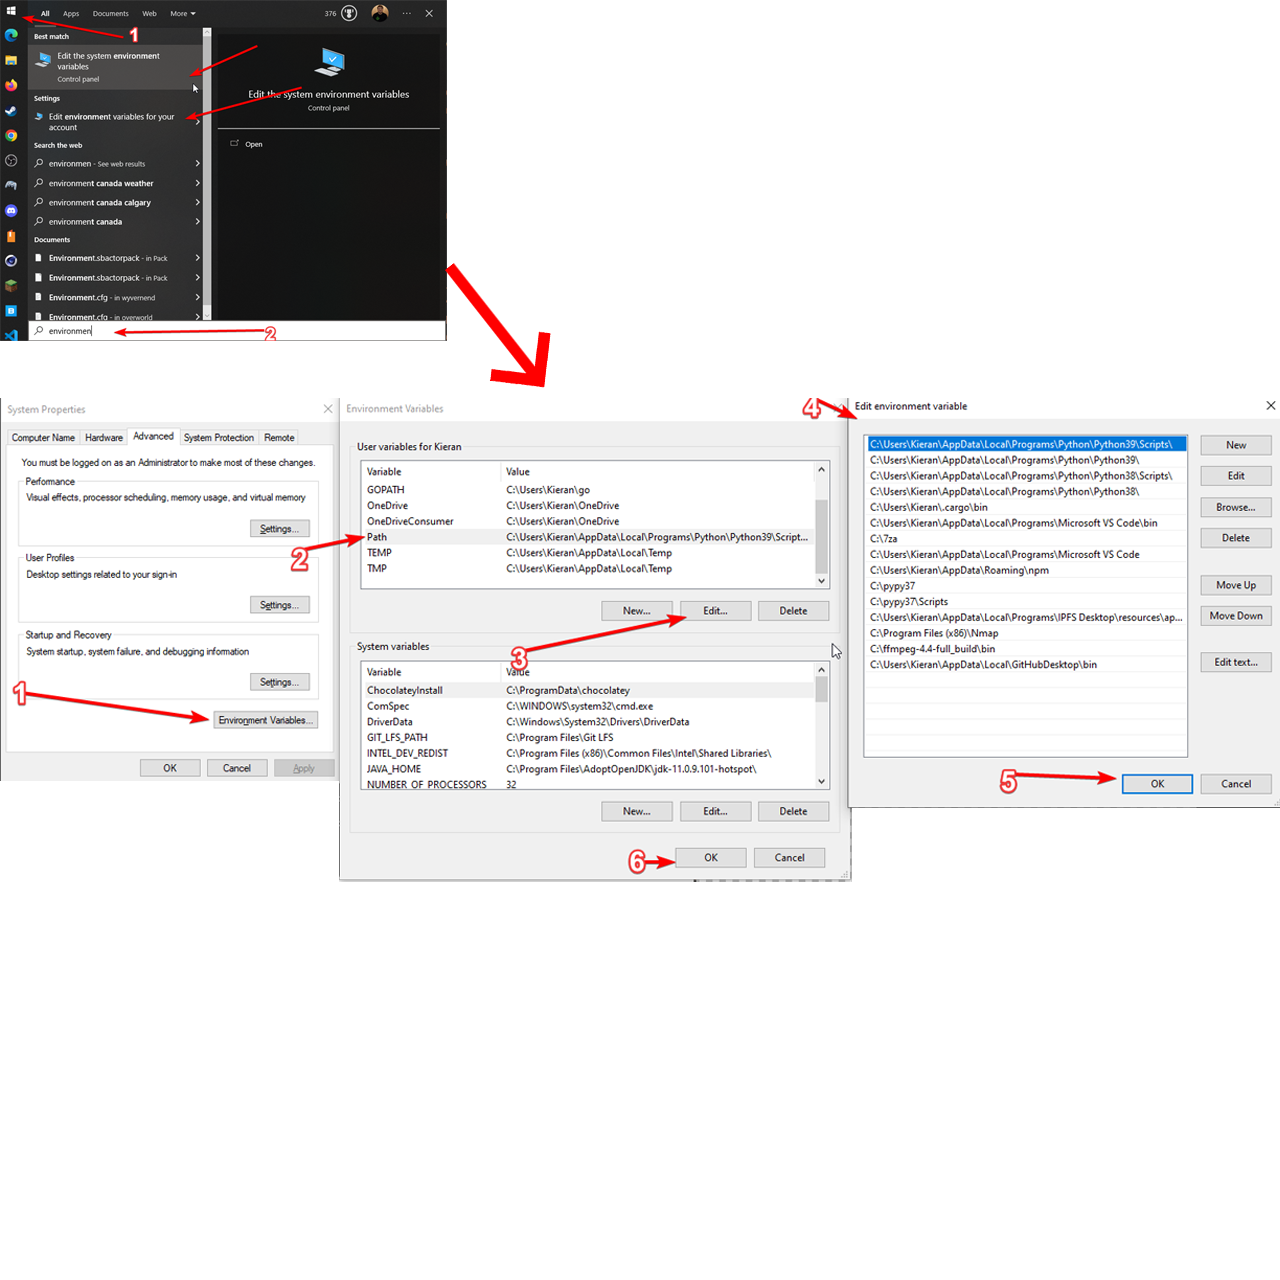 All Apps Documents Web More 376
1
Best match
Edit the system environment
variables
Control panel
Settings
Edit environment variables for your
account
Search the web
environmen - See web results
environment canada weather
environment canada calgary
environment canada
Documents
Environment.sbactorpack - in Pack
Environment.sbactorpack - in Pack
Environment.cfg - in wyvernend
Environment.cfg - in overworld
environmen
2
Edit the system environment variables
Control panel
Open
System Properties
Computer Name Hardware Advanced System Protection Remote
You must be logged on as an Administrator to make most of these changes.
Performance
Visual effects, processor scheduling, memory usage, and virtual memory
Settings...
User Profiles
Desktop settings related to your sign-in
Settings...
Startup and Recovery
System startup, system failure, and debugging information
Settings...
1
Environment Variables...
OK Cancel Apply
Environment Variables
User variables for Kieran
Variable Value
GOPATH C:\Users\Kieran\go
OneDrive C:\Users\Kieran\OneDrive
OneDriveConsumer C:\Users\Kieran\OneDrive
Path C:\Users\Kieran\AppData\Local\Programs\Python\Python39\Script...
2
TEMP C:\Users\Kieran\AppData\Local\Temp
TMP C:\Users\Kieran\AppData\Local\Temp
New... Edit... Delete
3
System variables
Variable Value
ChocolateyInstall C:\ProgramData\chocolatey
ComSpec C:\WINDOWS\system32\cmd.exe
DriverData C:\Windows\System32\Drivers\DriverData
GIT_LFS_PATH C:\Program Files\Git LFS
INTEL_DEV_REDIST C:\Program Files (x86)\Common Files\Intel\Shared Libraries\
JAVA_HOME C:\Program Files\AdoptOpenJDK\jdk-11.0.9.101-hotspot\
NUMBER_OF_PROCESSORS 32
New... Edit... Delete
6
OK Cancel
4
Edit environment variable
C:\Users\Kieran\AppData\Local\Programs\Python\Python39\Scripts\
C:\Users\Kieran\AppData\Local\Programs\Python\Python39\
C:\Users\Kieran\AppData\Local\Programs\Python\Python38\Scripts\
C:\Users\Kieran\AppData\Local\Programs\Python\Python38\
C:\Users\Kieran\.cargo\bin
C:\Users\Kieran\AppData\Local\Programs\Microsoft VS Code\bin
C:\7za
C:\Users\Kieran\AppData\Local\Programs\Microsoft VS Code
C:\Users\Kieran\AppData\Roaming\npm
C:\pypy37
C:\pypy37\Scripts
C:\Users\Kieran\AppData\Local\Programs\IPFS Desktop\resources\ap...
C:\Program Files (x86)\Nmap
C:\ffmpeg-4.4-full_build\bin
C:\Users\Kieran\AppData\Local\GitHubDesktop\bin
New
Edit
Browse...
Delete
Move Up
Move Down
Edit text...
5
OK Cancel